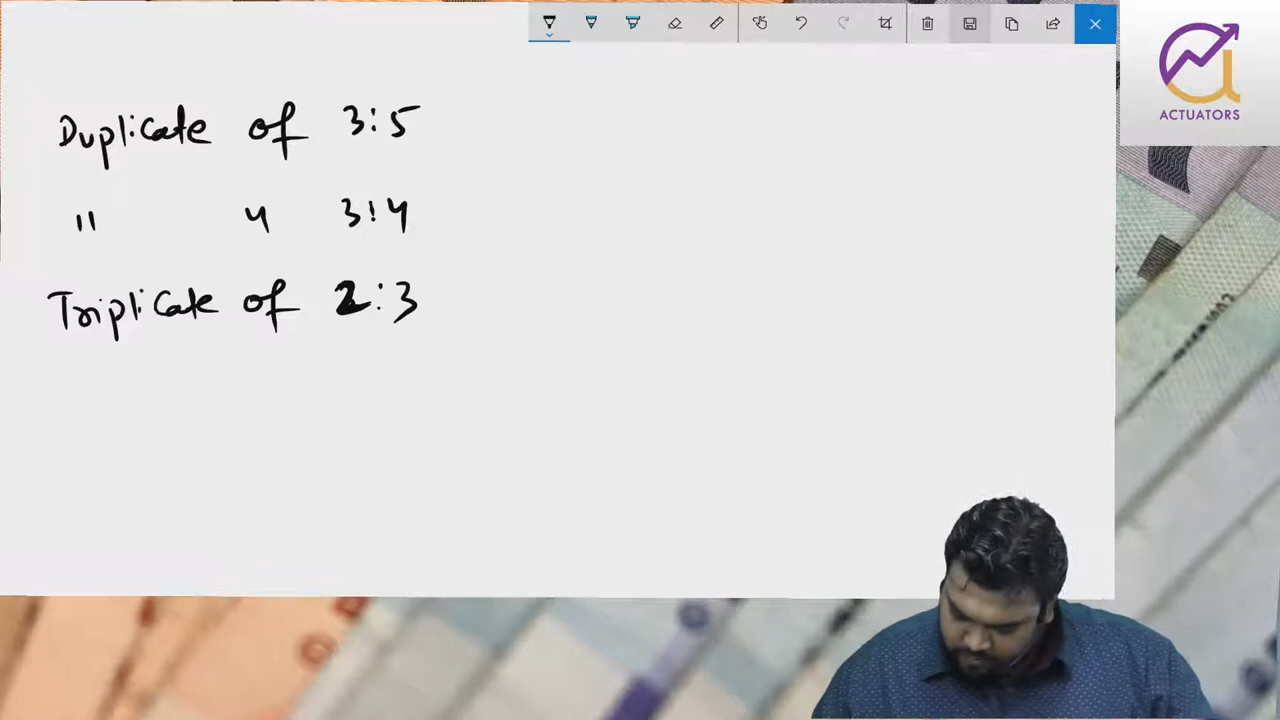 Duplicate of 3:5
" " 3:4
Triplicate of 2:3
ACTUATORS